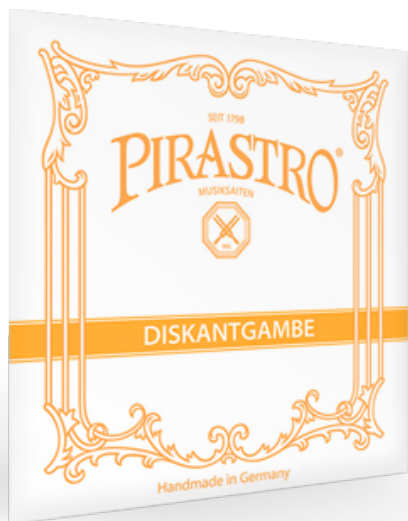 SEIT 1798
PIRASTRO®
MUSIKSAITEN
DISKANTGAMBE
Handmade in Germany